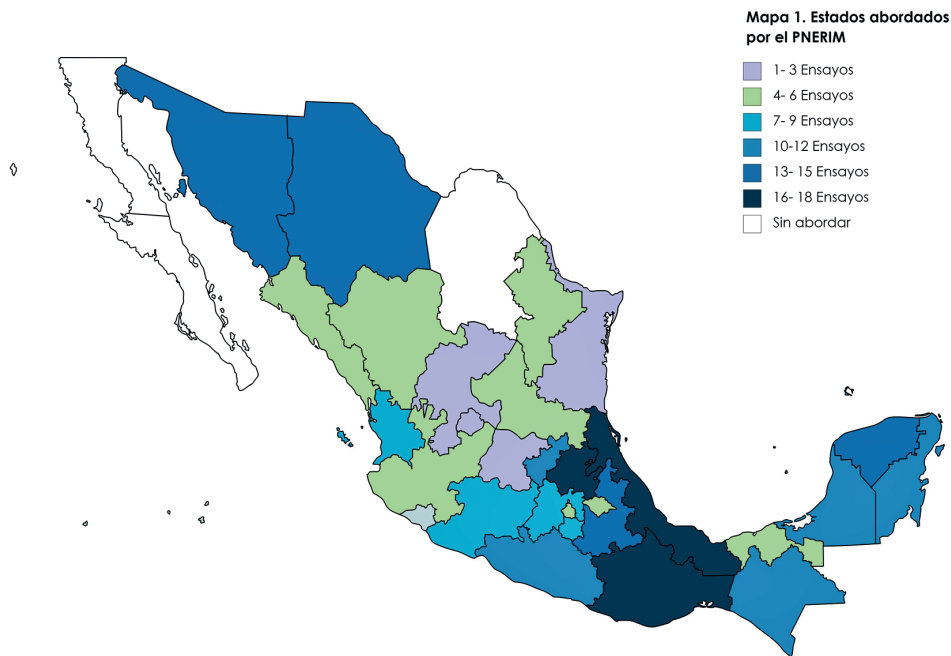 Mapa 1. Estados abordados
por el PNERIM
1- 3 Ensayos
4- 6 Ensayos
7- 9 Ensayos
10-12 Ensayos
13- 15 Ensayos
16- 18 Ensayos
Sin abordar